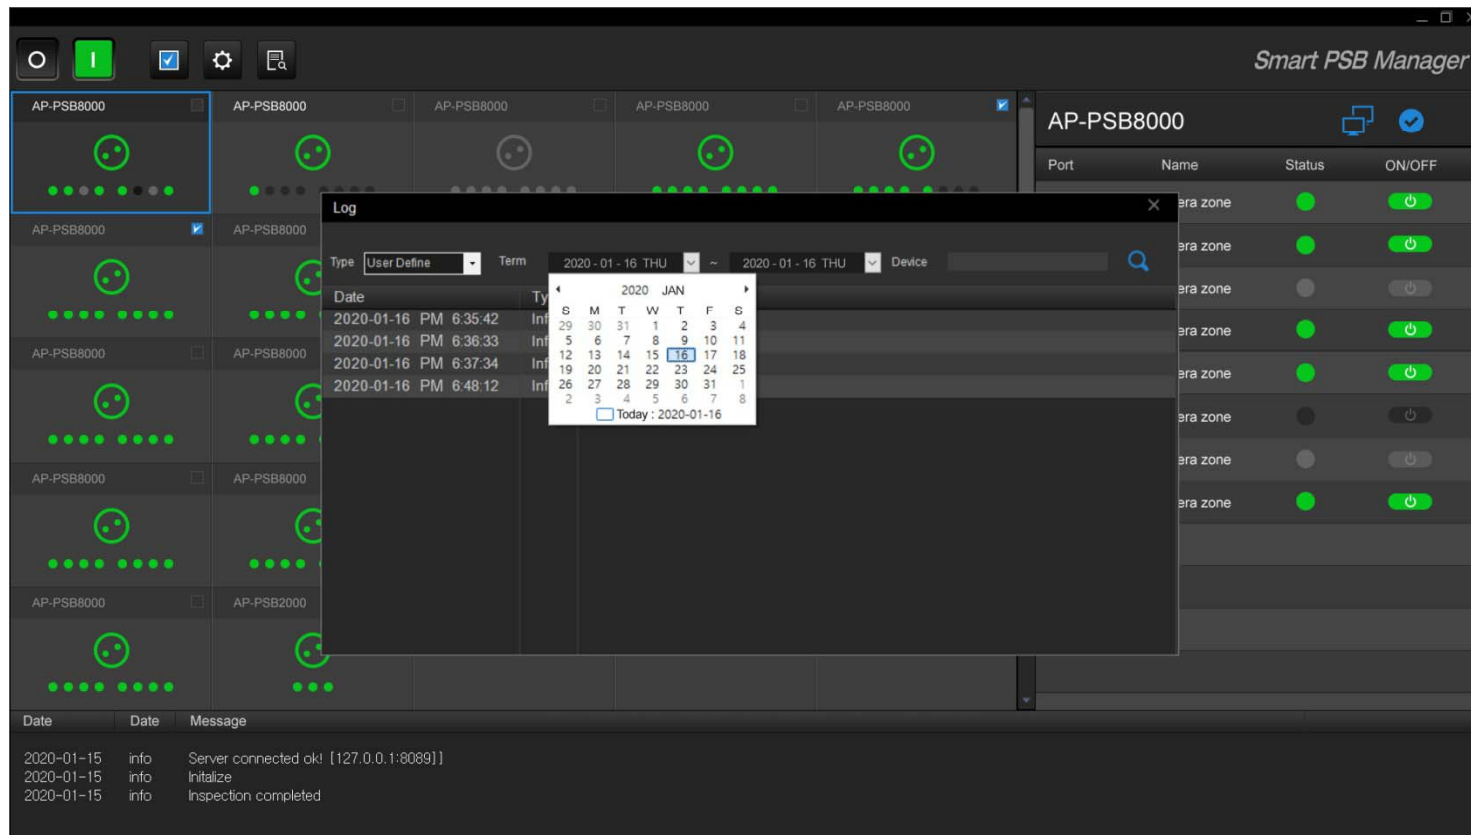 Smart PSB Manager
AP-PSB8000 AP-PSB8000 AP-PSB8000 AP-PSB8000 AP-PSB8000
AP-PSB8000 AP-PSB8000
AP-PSB8000 AP-PSB8000
AP-PSB8000 AP-PSB8000
AP-PSB8000 AP-PSB2000
AP-PSB8000
Port Name Status ON/OFF
era zone
era zone
era zone
era zone
era zone
era zone
era zone
era zone
Log
Type User Define Term 2020 - 01 - 16 THU ~ 2020 - 01 - 16 THU Device
Date Ty
2020-01-16 PM 6:35:42 Inf
2020-01-16 PM 6:36:33 Inf
2020-01-16 PM 6:37:34 Inf
2020-01-16 PM 6:48:12 Inf
2020 JAN
S M T W T F S
29 30 31 1 2 3 4
5 6 7 8 9 10 11
12 13 14 15 16 17 18
19 20 21 22 23 24 25
26 27 28 29 30 31 1
2 3 4 5 6 7 8
Today : 2020-01-16
Date Date Message
2020-01-15 info Server connected ok! [127.0.0.1:8089]]
2020-01-15 info Initalize
2020-01-15 info Inspection completed